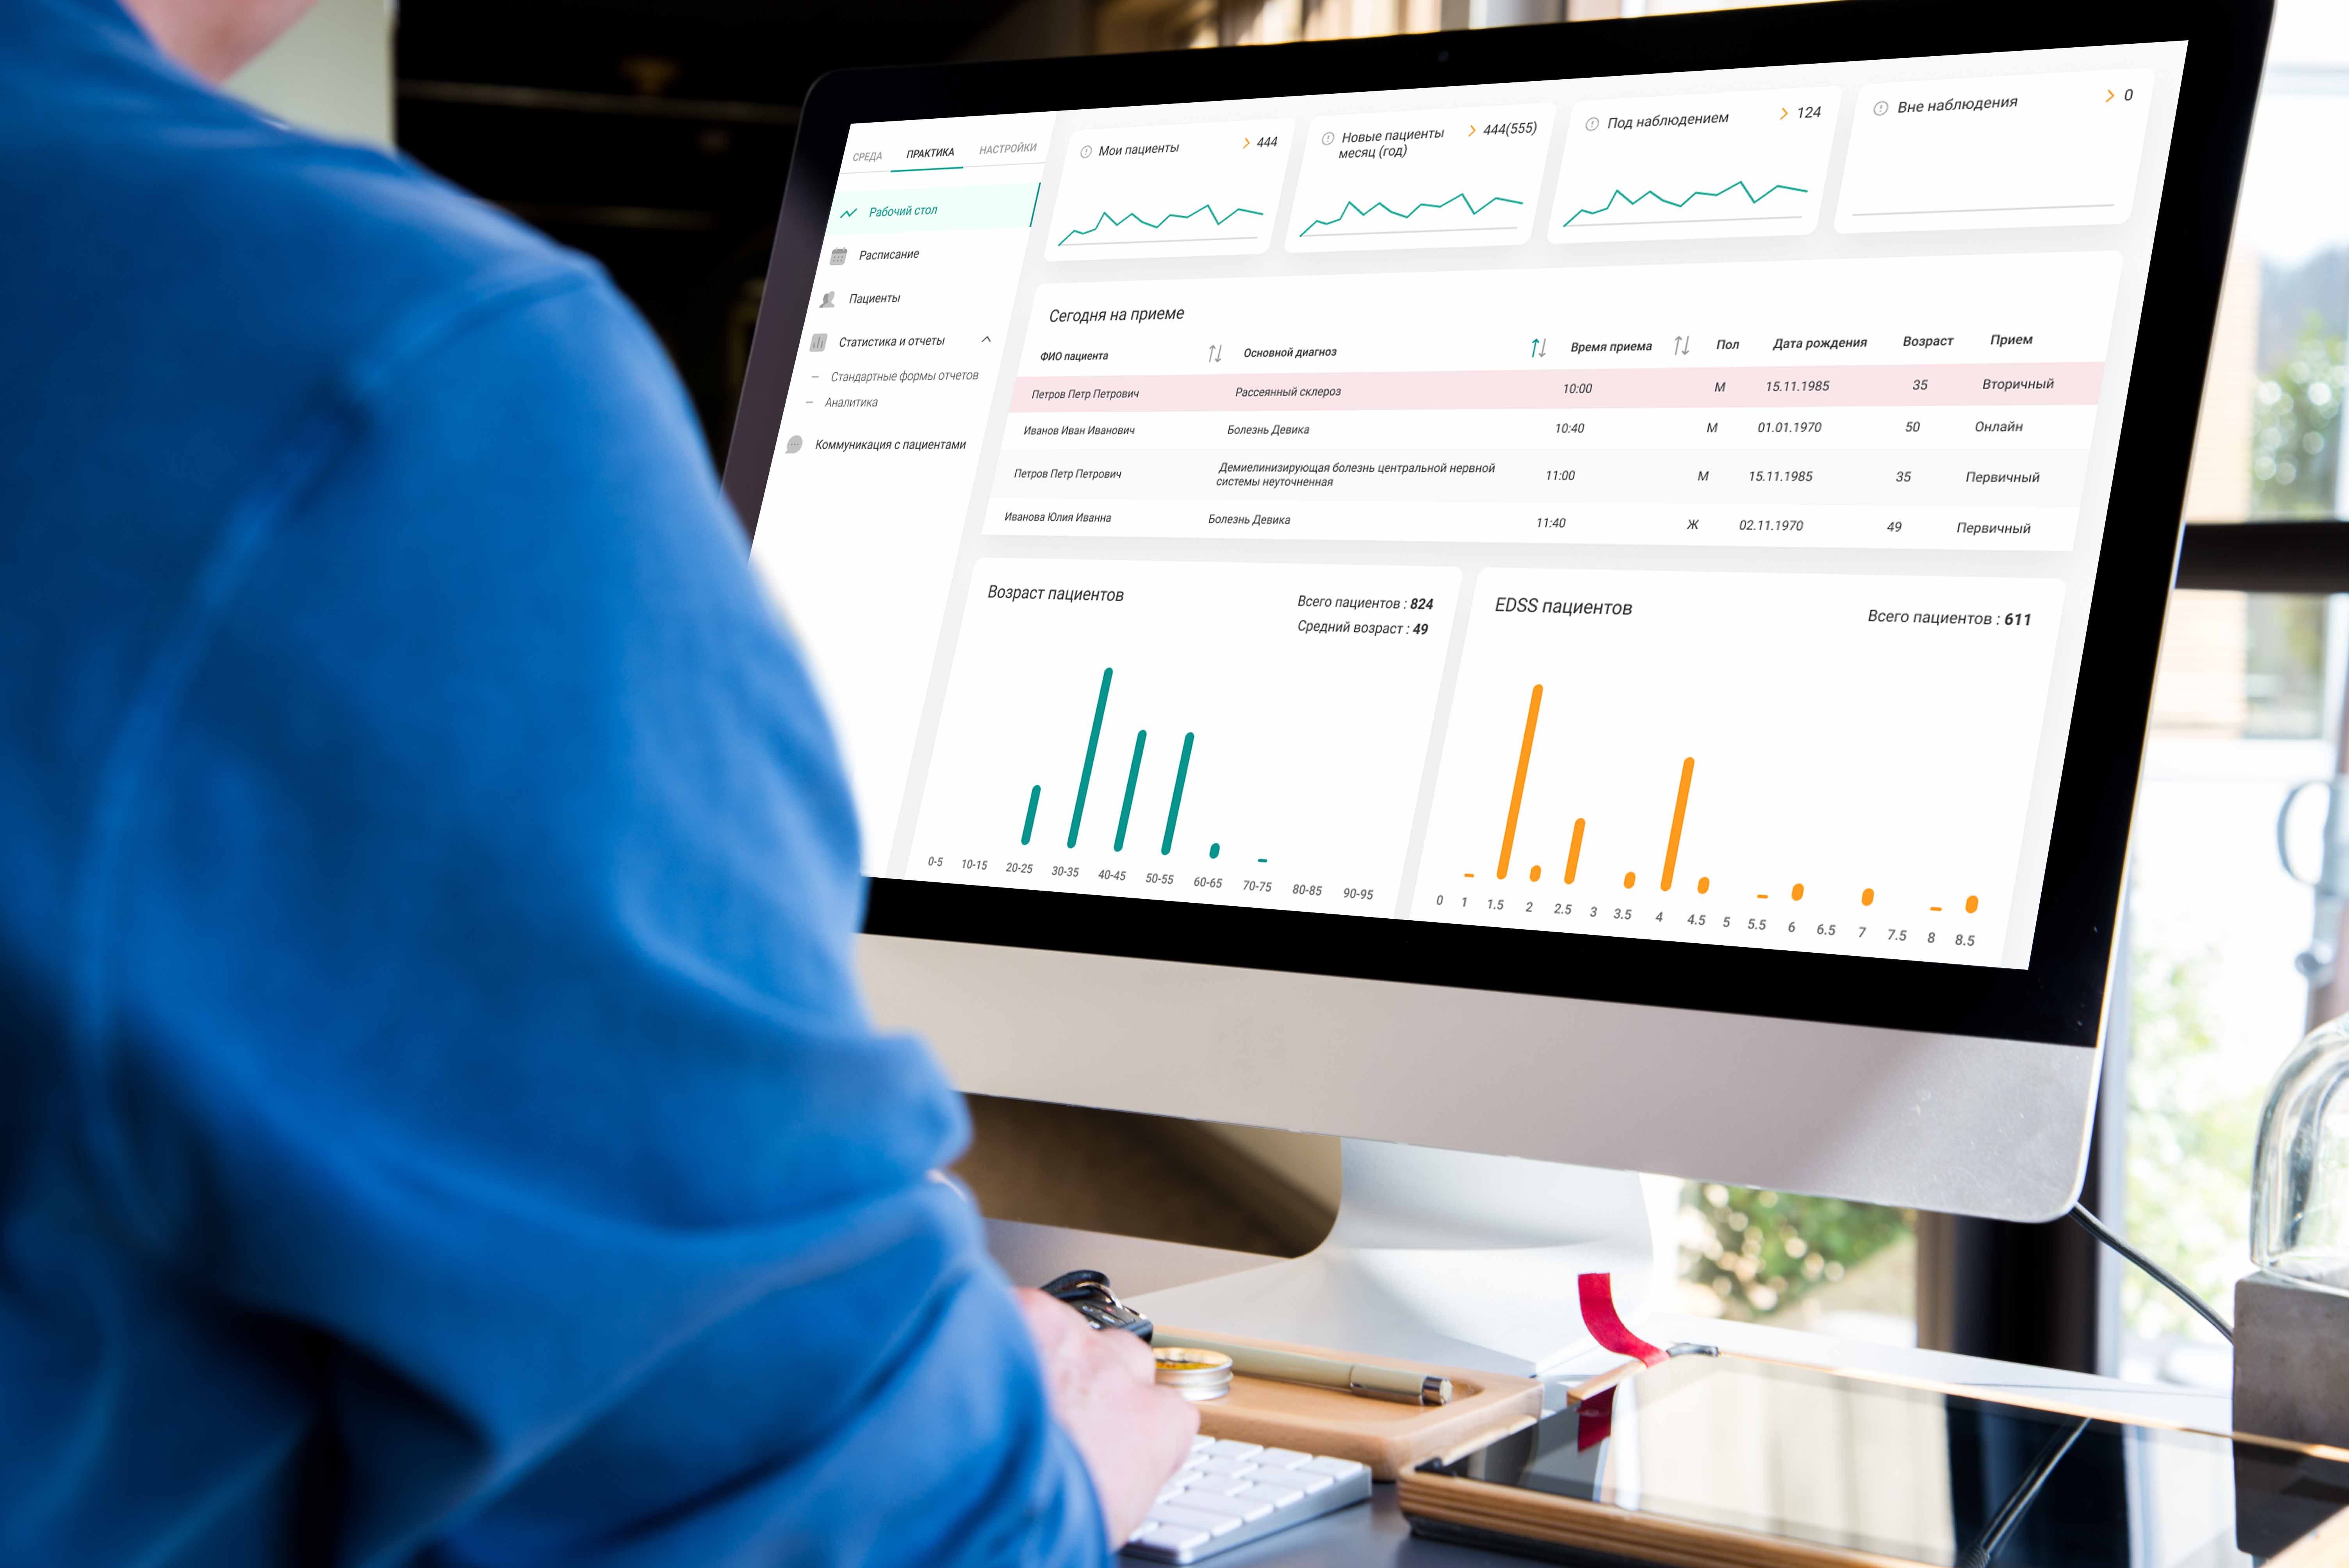 СРЕДА ПРАКТИКА НАСТРОЙКИ
Рабочий стол
Расписание
Пациенты
Статистика и отчеты
Стандартные формы отчетов
Аналитика
Коммуникация с пациентами
Мои пациенты 444
Новые пациенты 444(555)
месяц (год)
Под наблюдением 124
Вне наблюдения 0
Сегодня на приеме
ФИО пациента Основной диагноз Время приема Пол Дата рождения Возраст Прием
Петров Петр Петрович Рассеянный склероз 10:00 М 15.11.1985 35 Вторичный
Иванов Иван Иванович Болезнь Девика 10:40 М 01.01.1970 50 Онлайн
Петров Петр Петрович Демиелинизирующая болезнь центральной нервной 11:00 М 15.11.1985 35 Первичный
системы неуточненная
Иванова Юлия Иванна Болезнь Девика 11:40 Ж 02.11.1970 49 Первичный
Возраст пациентов
Всего пациентов : 824
Средний возраст : 49
0-5 10-15 20-25 30-35 40-45 50-55 60-65 70-75 80-85 90-95
EDSS пациентов
Всего пациентов : 611
0 1 1.5 2 2.5 3 3.5 4 4.5 5 5.5 6 6.5 7 7.5 8 8.5